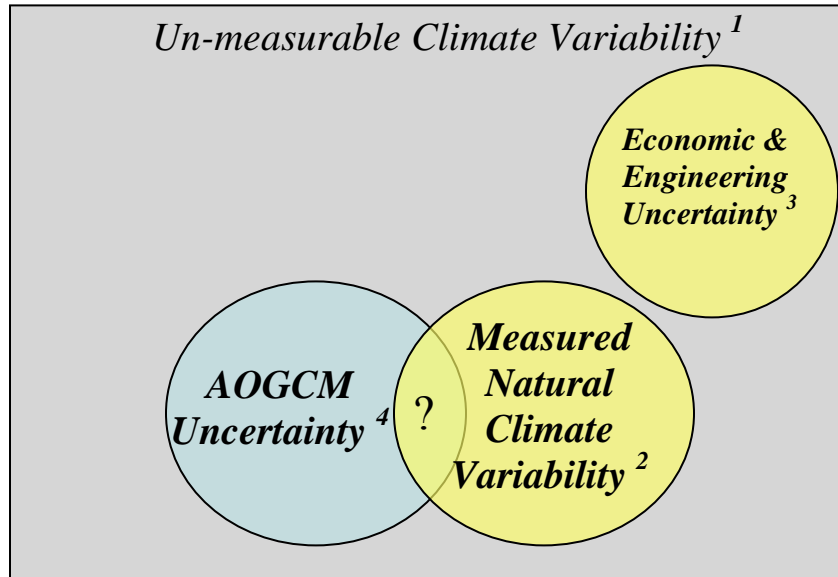 Un-measurable Climate Variability 1
Economic &
Engineering
Uncertainty 3
AOGCM
Uncertainty 4
?
Measured
Natural
Climate
Variability 2